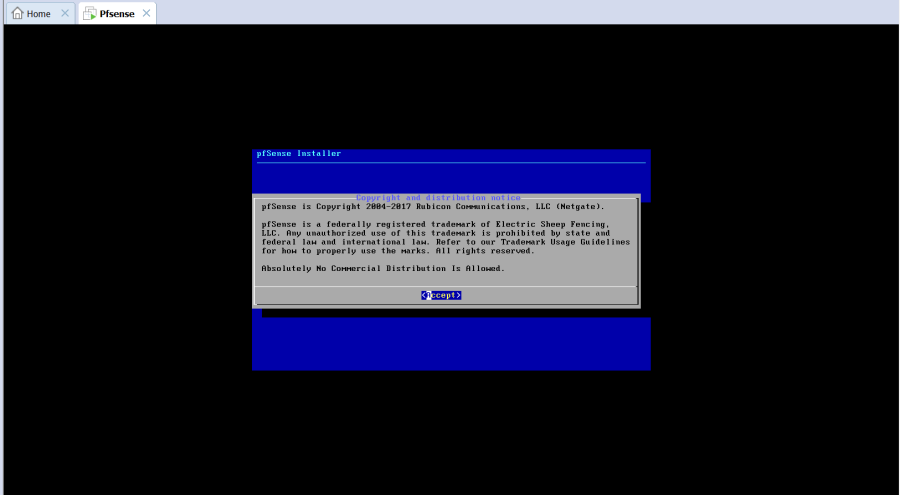 Home
Pfsense
pfSense Installer
Copyright and distribution notice
pfSense is Copyright 2004-2017 Rubicon Communications, LLC (Netgate).
pfSense is a federally registered trademark of Electric Sheep Fencing,
LLC. Any unauthorized use of this trademark is prohibited by state and
federal law and international law. Refer to our Trademark Usage Guidelines
for how to properly use the marks. All rights reserved.
Absolutely No Commercial Distribution Is Allowed.
<Accept>